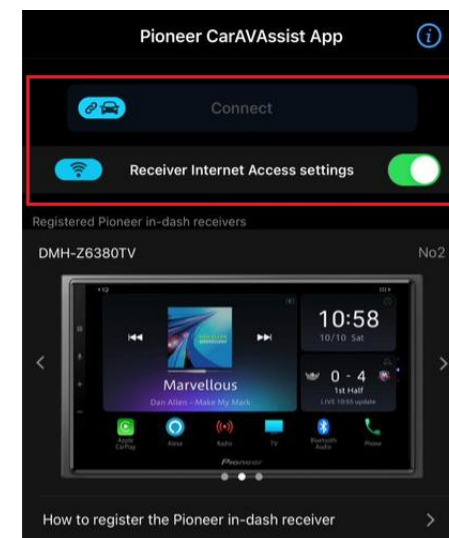 Pioneer CarAVAssist App
Connect
Receiver Internet Access settings
Registered Pioneer in-dash receivers
DMH-Z6380TV No2
10:58
10/10 Sat
Marvellous
Dan Allen - Make My Mark
0 - 4
1st Half
LIVE 10:55 update
Apple CarPlay
Alexa
Radio
TV
Bluetooth Audio
Phone
Pioneer
How to register the Pioneer in-dash receiver